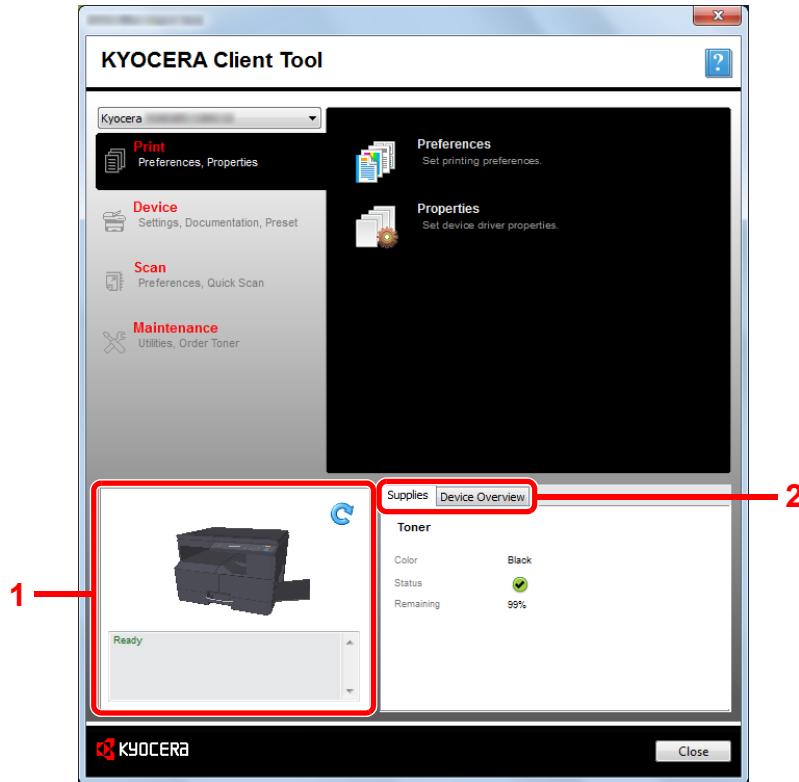 KYOCERA Client Tool
?
Kyocera
Print
Preferences, Properties
Device
Settings, Documentation, Preset
Scan
Preferences, Quick Scan
Maintenance
Utilities, Order Toner
Preferences
Set printing preferences.
Properties
Set device driver properties.
1
Ready
2
Supplies Device Overview
Toner
Color Black
Status
Remaining 99%
KYOCERA
Close